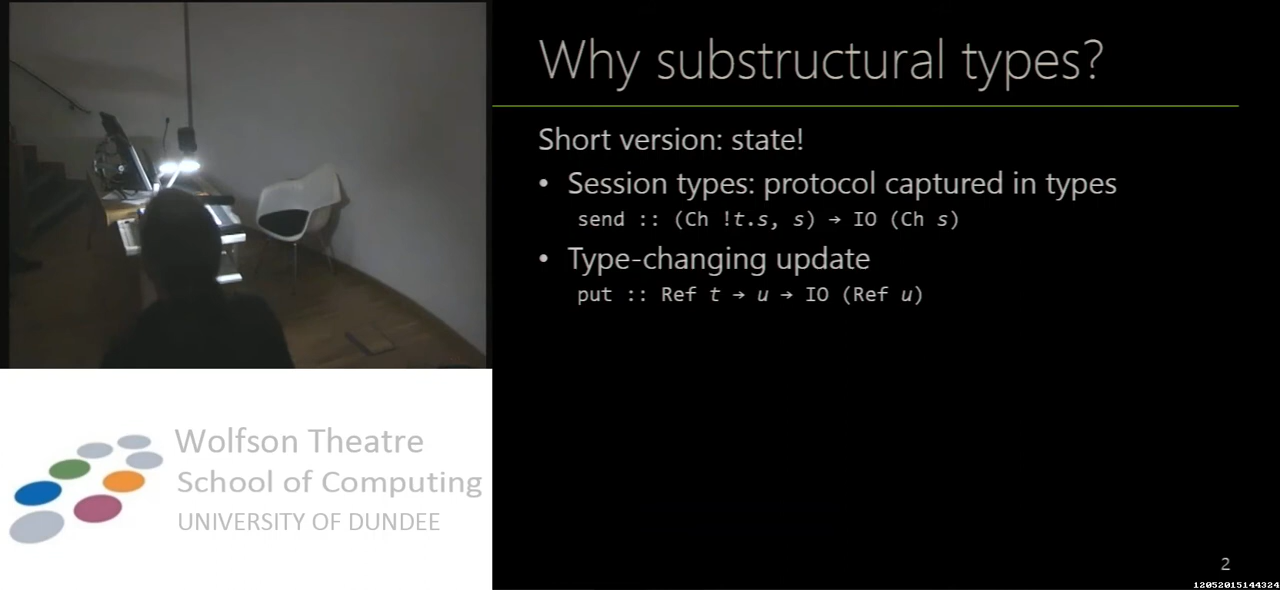 Why substructural types?
Short version: state!
• Session types: protocol captured in types
send :: (Ch !t.s, s) → IO (Ch s)
• Type-changing update
put :: Ref t → u → IO (Ref u)
Wolfson Theatre
School of Computing
UNIVERSITY OF DUNDEE
2
12052015144324